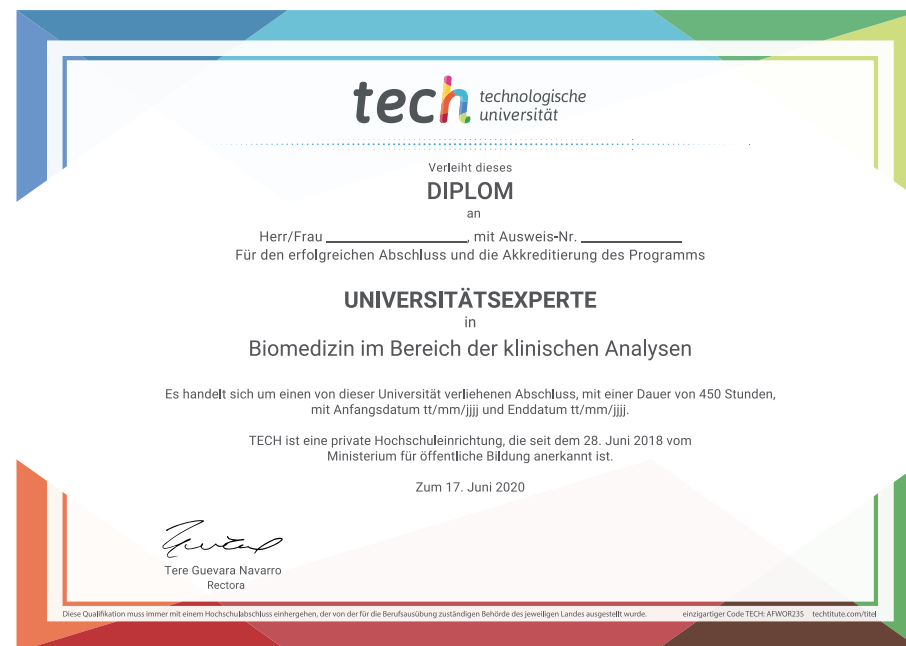 tech technologische
universität
Verleiht dieses
DIPLOM
an
Herr/Frau ____________________, mit Ausweis-Nr. ______________
Für den erfolgreichen Abschluss und die Akkreditierung des Programms
UNIVERSITÄTSEXPERTE
in
Biomedizin im Bereich der klinischen Analysen
Es handelt sich um einen von dieser Universität verliehenen Abschluss, mit einer Dauer von 450 Stunden,
mit Anfangsdatum tt/mm/jjjj und Enddatum tt/mm/jjjj.
TECH ist eine private Hochschuleinrichtung, die seit dem 28. Juni 2018 vom
Ministerium für öffentliche Bildung anerkannt ist.
Zum 17. Juni 2020
Tere Guevara Navarro
Rectora
Diese Qualifikation muss immer mit einem Hochschulabschluss einhergehen, der von der für die Berufsausübung zuständigen Behörde des jeweiligen Landes ausgestellt wurde. einzigartiger Code TECH: AFWOR23S techtitute.com/titel